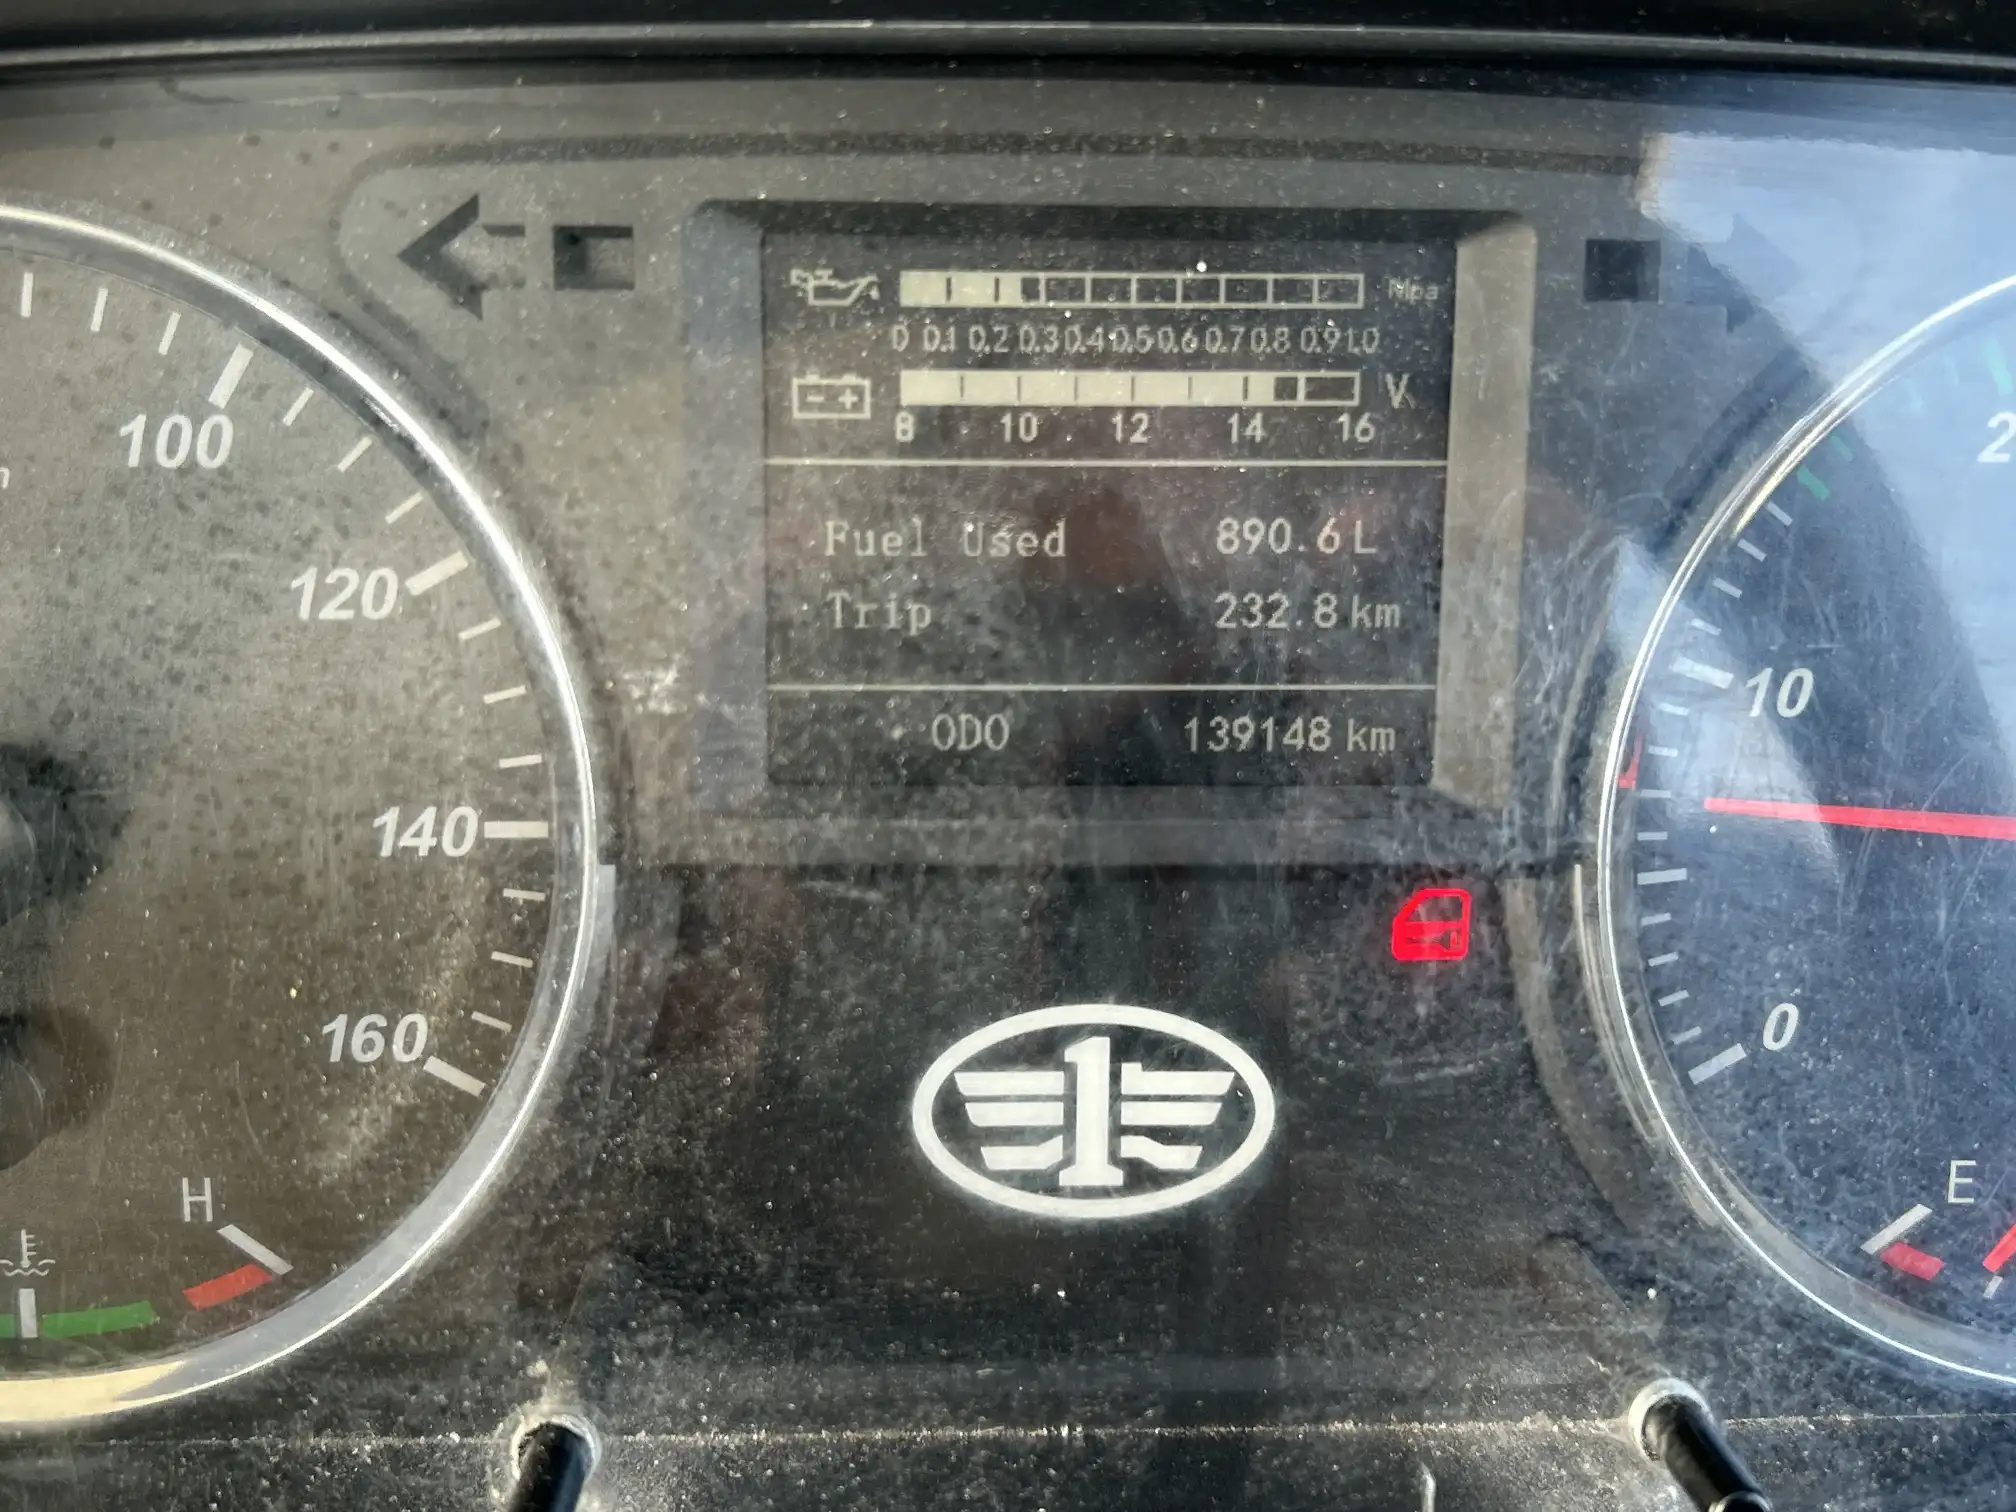 Mpa
0 0.1 0.2 0.3 0.4 0.5 0.6 0.7 0.8 0.9 1.0
- + V
8 10 12 14 16
100
120
140
160
H
Fuel Used 890.6 L
Trip 232.8 km
ODO 139148 km
1
10
0
E